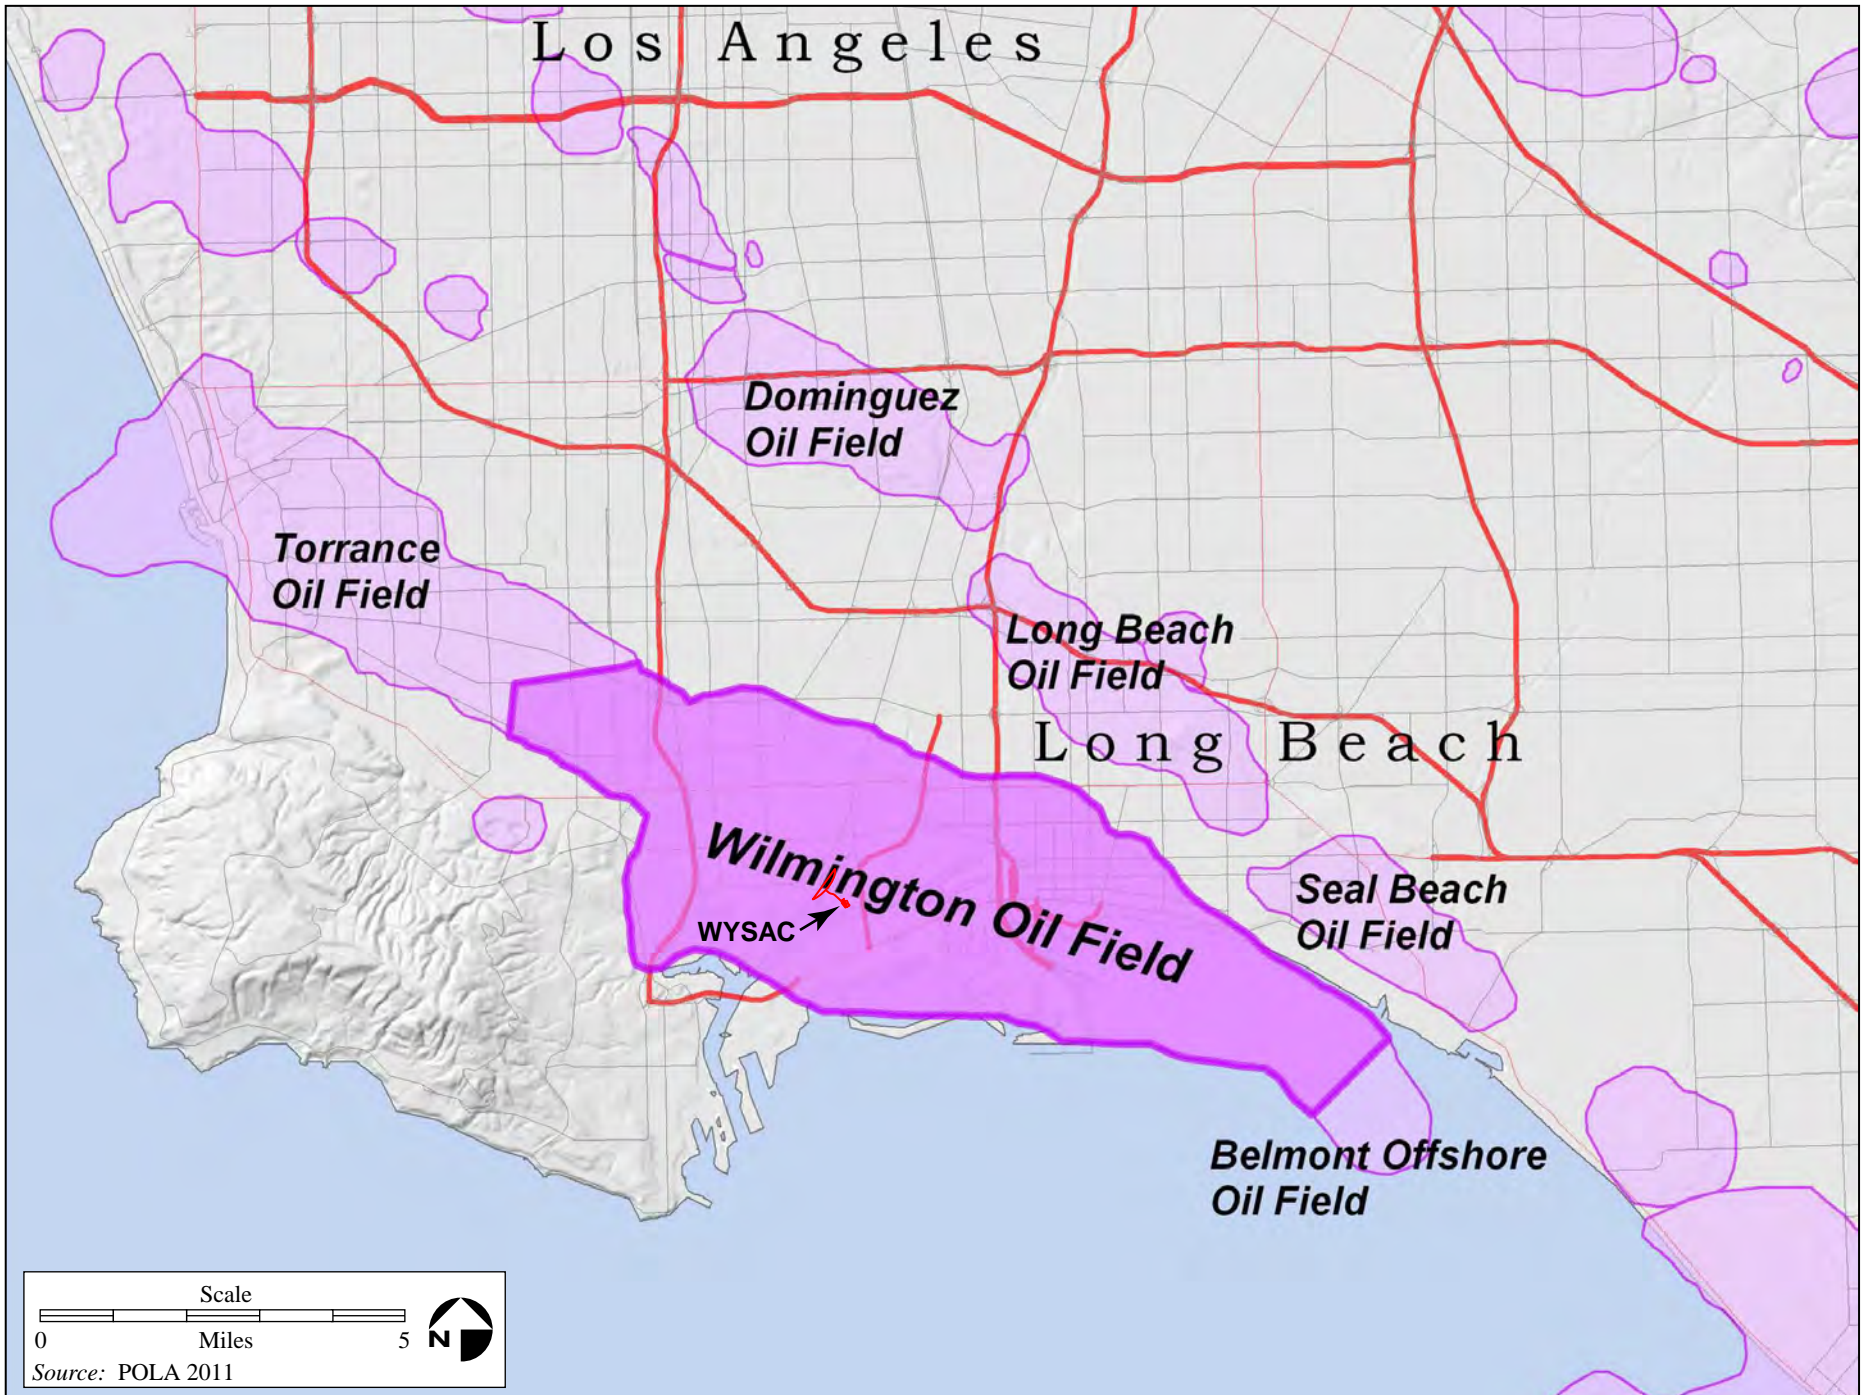 Los Angeles
Dominguez
Oil Field
Torrance
Oil Field
Long Beach
Oil Field
Long Beach
Wilmington Oil Field
WYSAC
Seal Beach
Oil Field
Belmont Offshore
Oil Field
Scale
0 Miles 5
N
Source: POLA 2011